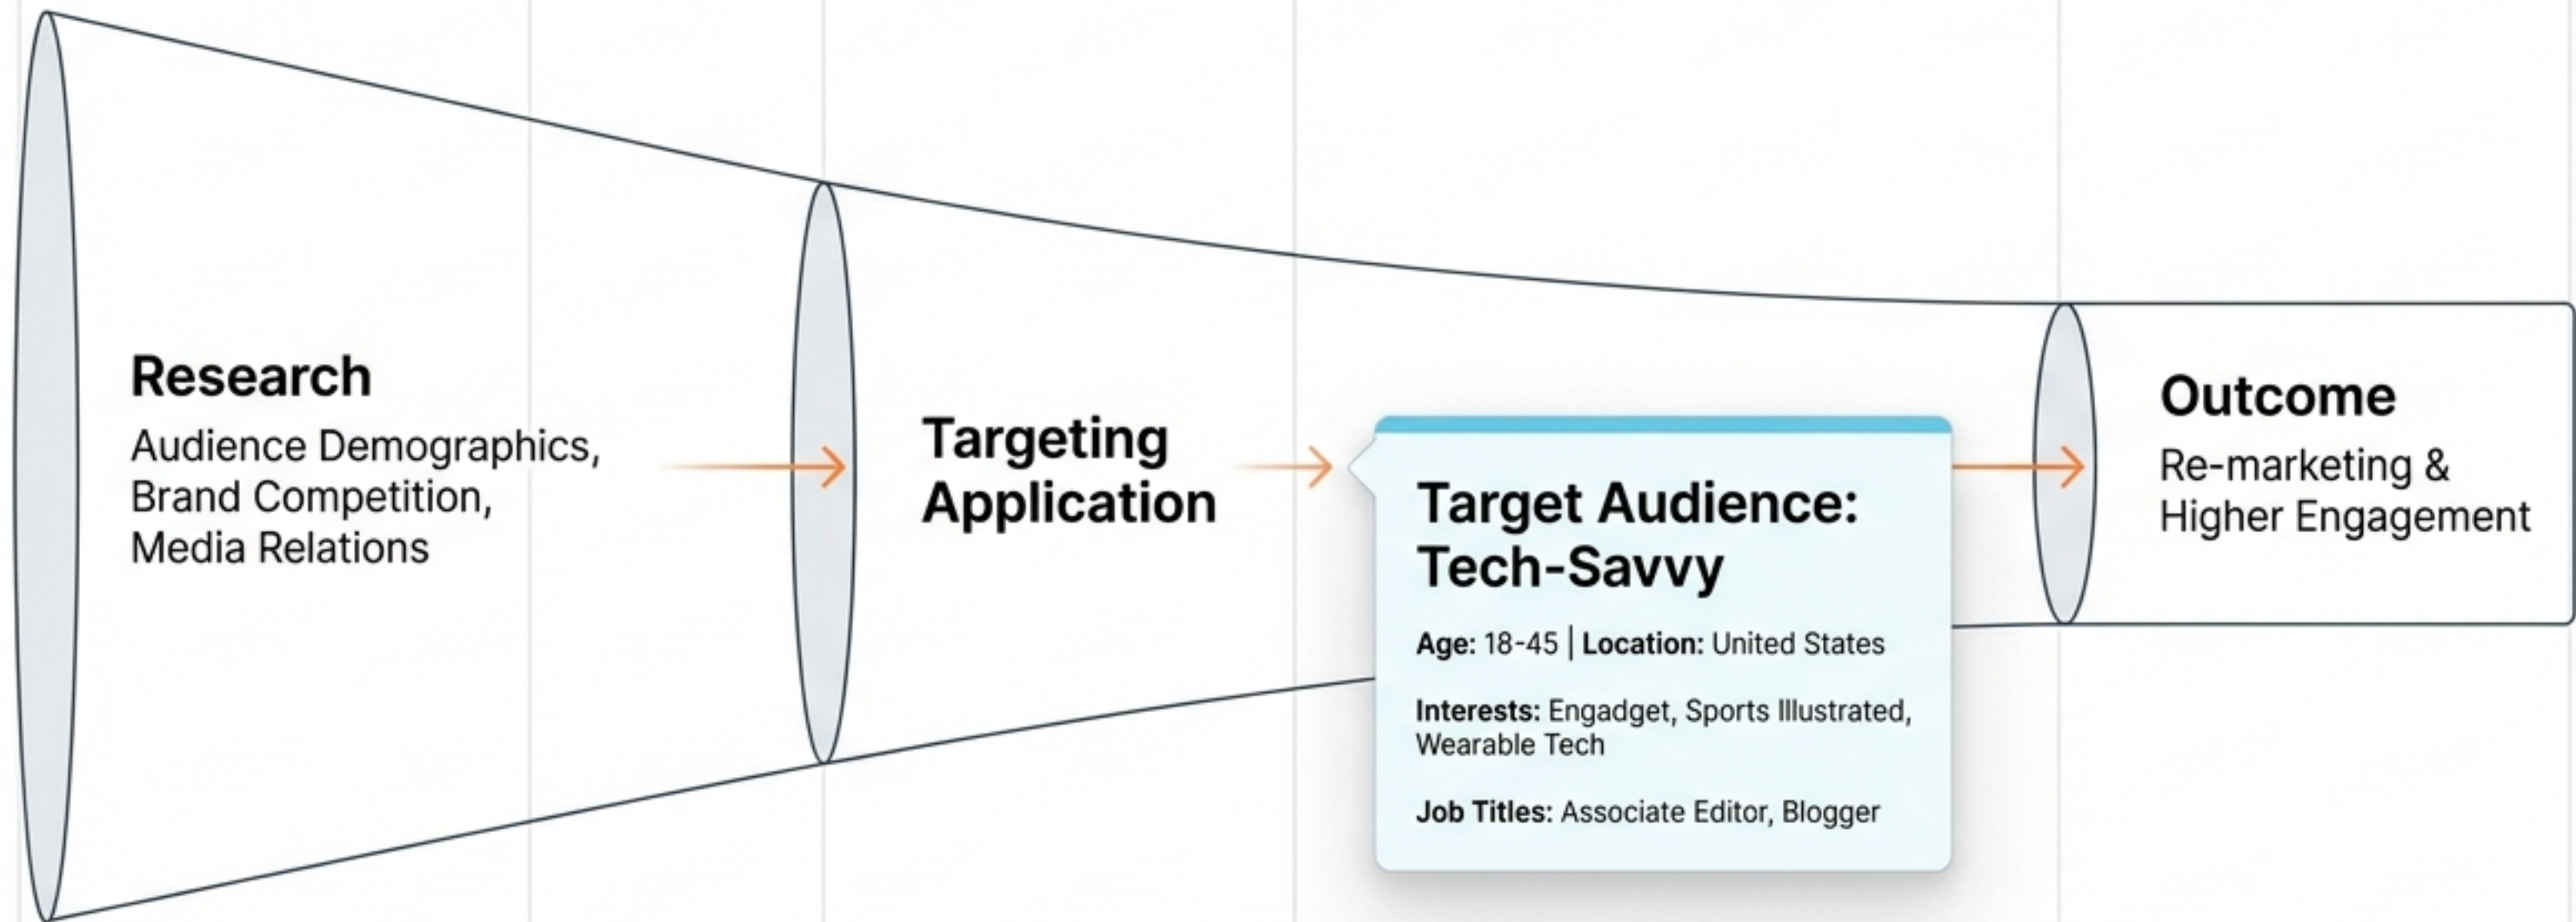 Research
Audience Demographics,
Brand Competition,
Media Relations
Targeting
Application
Target Audience:
Tech-Savvy
Age: 18-45 | Location: United States
Interests: Engadget, Sports Illustrated,
Wearable Tech
Job Titles: Associate Editor, Blogger
Outcome
Re-marketing &
Higher Engagement